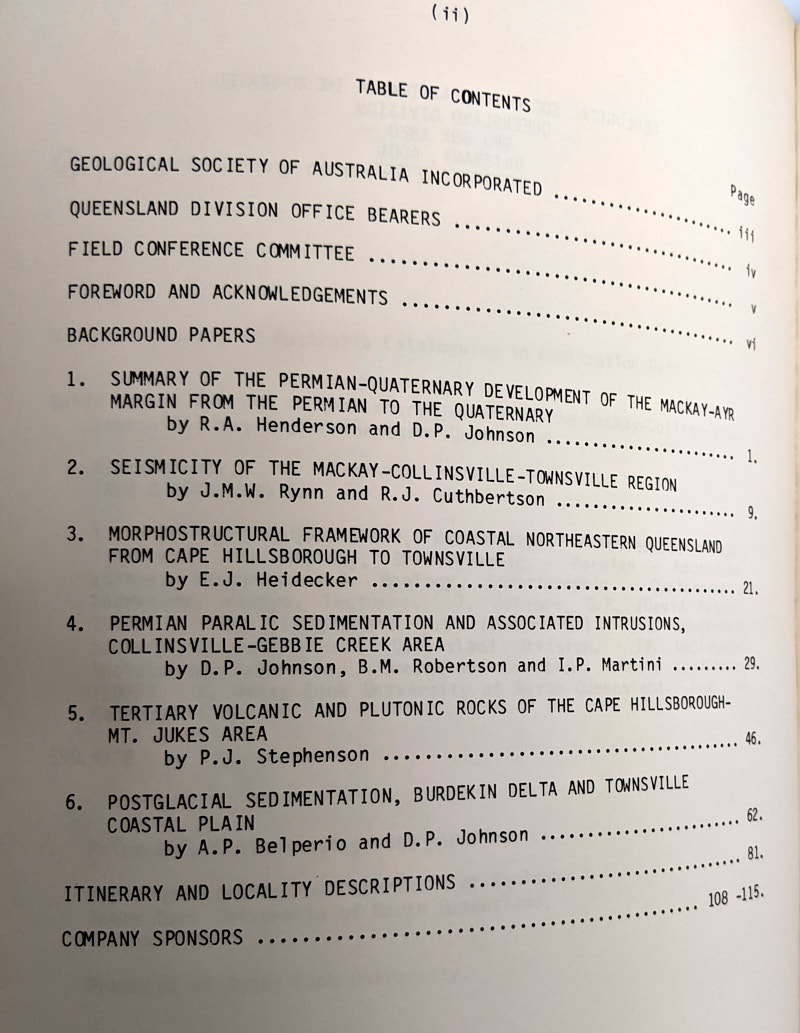 (ii)
TABLE OF CONTENTS
Page
GEOLOGICAL SOCIETY OF AUSTRALIA INCORPORATED .................... iii
QUEENSLAND DIVISION OFFICE BEARERS .............................. iv
FIELD CONFERENCE COMMITTEE ...................................... v
FOREWORD AND ACKNOWLEDGEMENTS ................................... vi
BACKGROUND PAPERS
1. SUMMARY OF THE PERMIAN-QUATERNARY DEVELOPMENT OF THE MACKAY-AYR
MARGIN FROM THE PERMIAN TO THE QUATERNARY
by R.A. Henderson and D.P. Johnson ........................ 1.
2. SEISMICITY OF THE MACKAY-COLLINSVILLE-TOWNSVILLE REGION
by J.M.W. Rynn and R.J. Cuthbertson ....................... 9.
3. MORPHOSTRUCTURAL FRAMEWORK OF COASTAL NORTHEASTERN QUEENSLAND
FROM CAPE HILLSBOROUGH TO TOWNSVILLE
by E.J. Heidecker ......................................... 21.
4. PERMIAN PARALIC SEDIMENTATION AND ASSOCIATED INTRUSIONS,
COLLINSVILLE-GEBBIE CREEK AREA
by D.P. Johnson, B.M. Robertson and I.P. Martini ......... 29.
5. TERTIARY VOLCANIC AND PLUTONIC ROCKS OF THE CAPE HILLSBOROUGH-
MT. JUKES AREA
by P.J. Stephenson ........................................ 46.
6. POSTGLACIAL SEDIMENTATION, BURDEKIN DELTA AND TOWNSVILLE
COASTAL PLAIN
by A.P. Belperio and D.P. Johnson ......................... 62.
ITINERARY AND LOCALITY DESCRIPTIONS ............................. 81.
COMPANY SPONSORS ................................................ 108 -115.